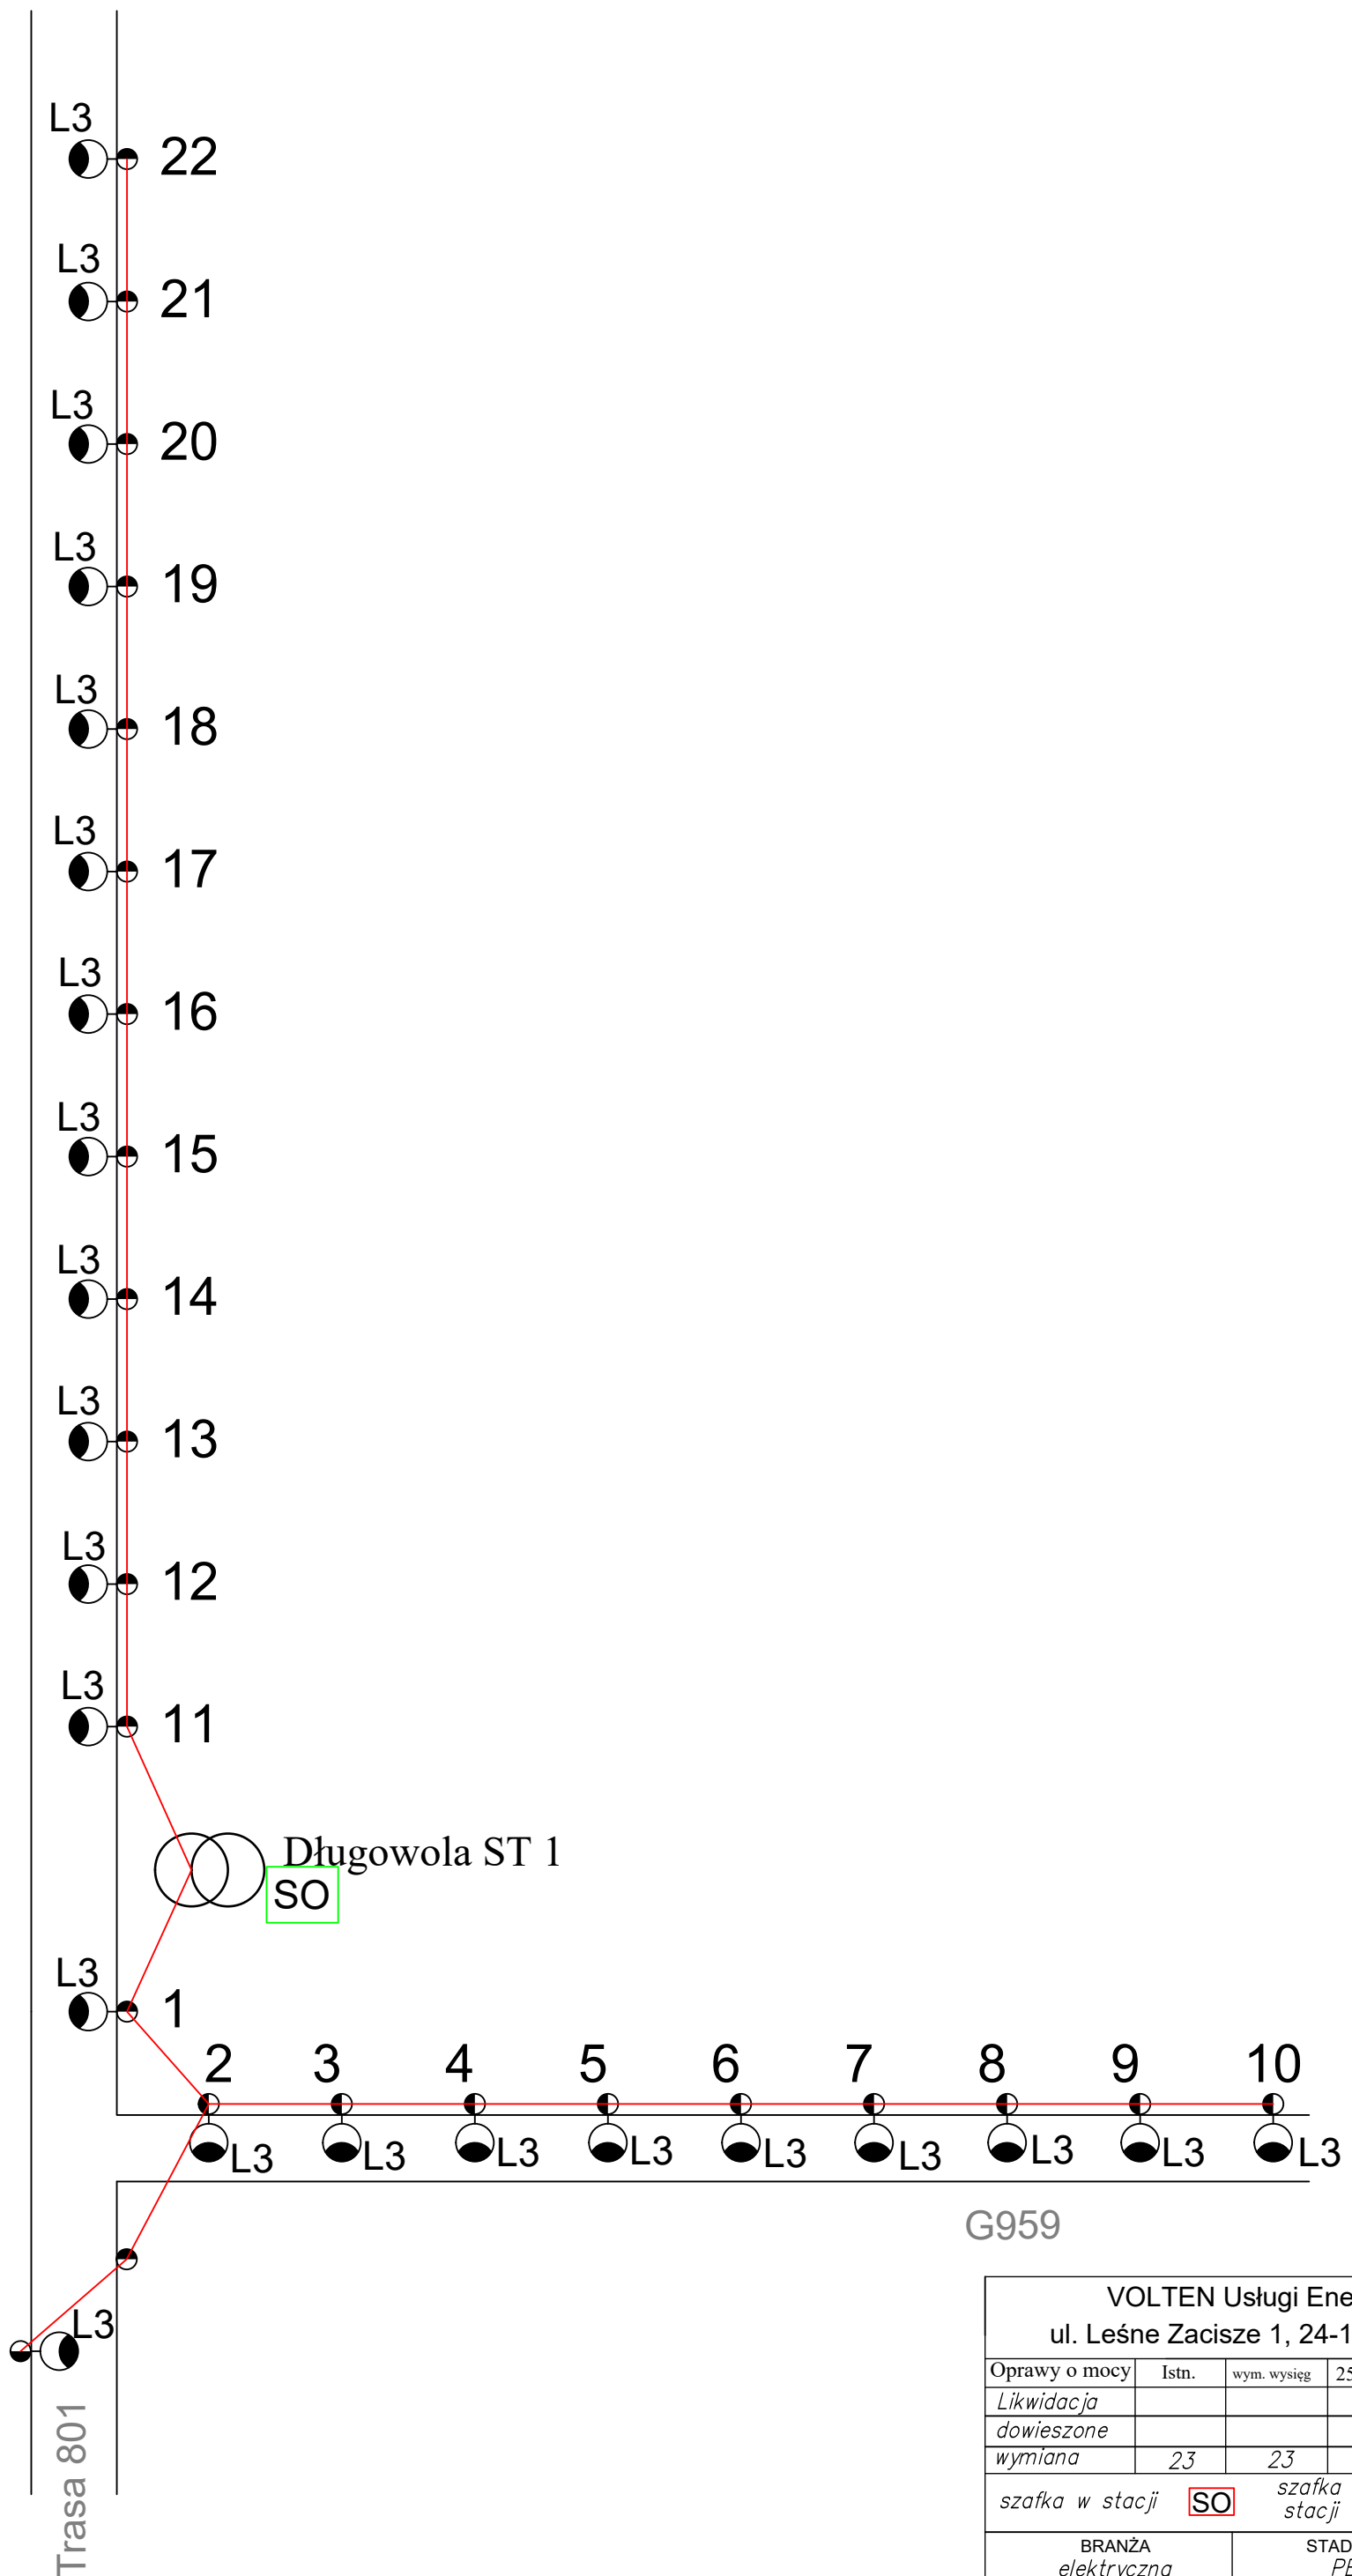 L3
22
L3
21
L3
20
L3
19
L3
18
L3
17
L3
16
L3
15
L3
14
L3
13
L3
12
L3
11
Długowola ST 1
SO
L3
1
2 3 4 5 6 7 8 9 10
L3 L3 L3 L3 L3 L3 L3 L3 L3
G959
L3
Trasa 801
VOLTEN Usługi Ene
ul. Leśne Zacisze 1, 24-1
Oprawy o mocy Istn. wym. wysięg 25
Likwidacja
dowieszone
wymiana 23 23
szafka w stacji SO szafka
stacji
BRANŻA STAD
elektryczna